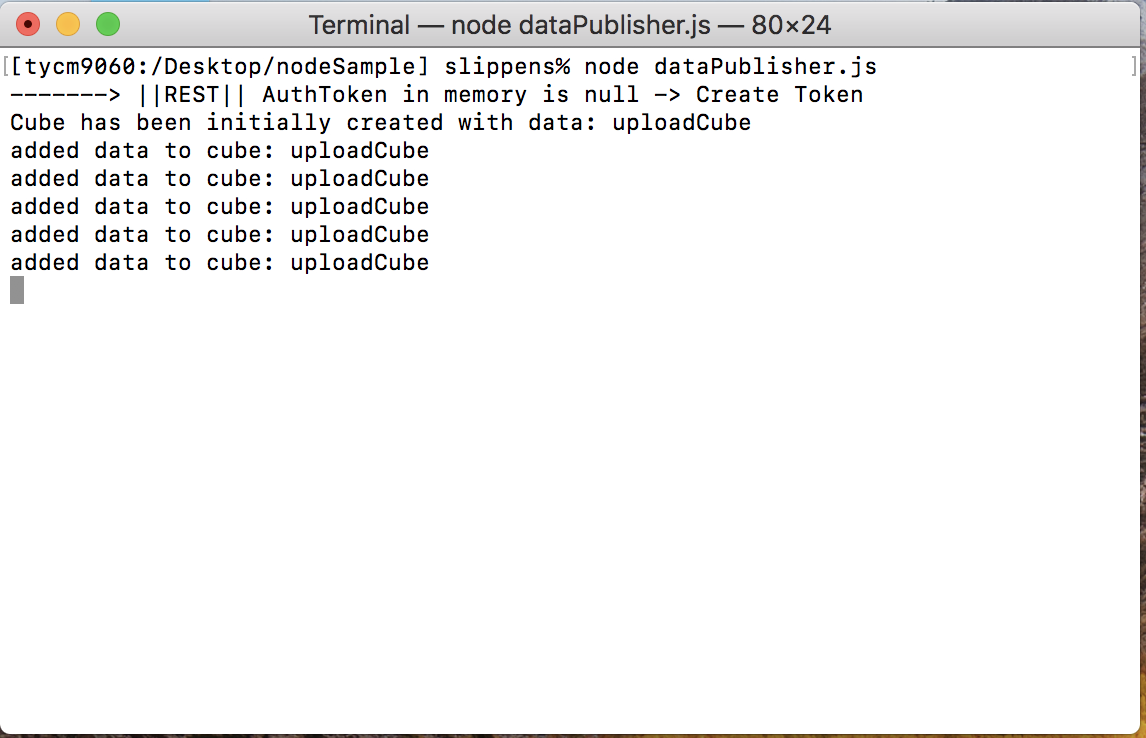 Terminal — node dataPublisher.js — 80×24
[[tycm9060:/Desktop/nodeSample] slippens% node dataPublisher.js ]
-------> ||REST|| AuthToken in memory is null -> Create Token
Cube has been initially created with data: uploadCube
added data to cube: uploadCube
added data to cube: uploadCube
added data to cube: uploadCube
added data to cube: uploadCube
added data to cube: uploadCube